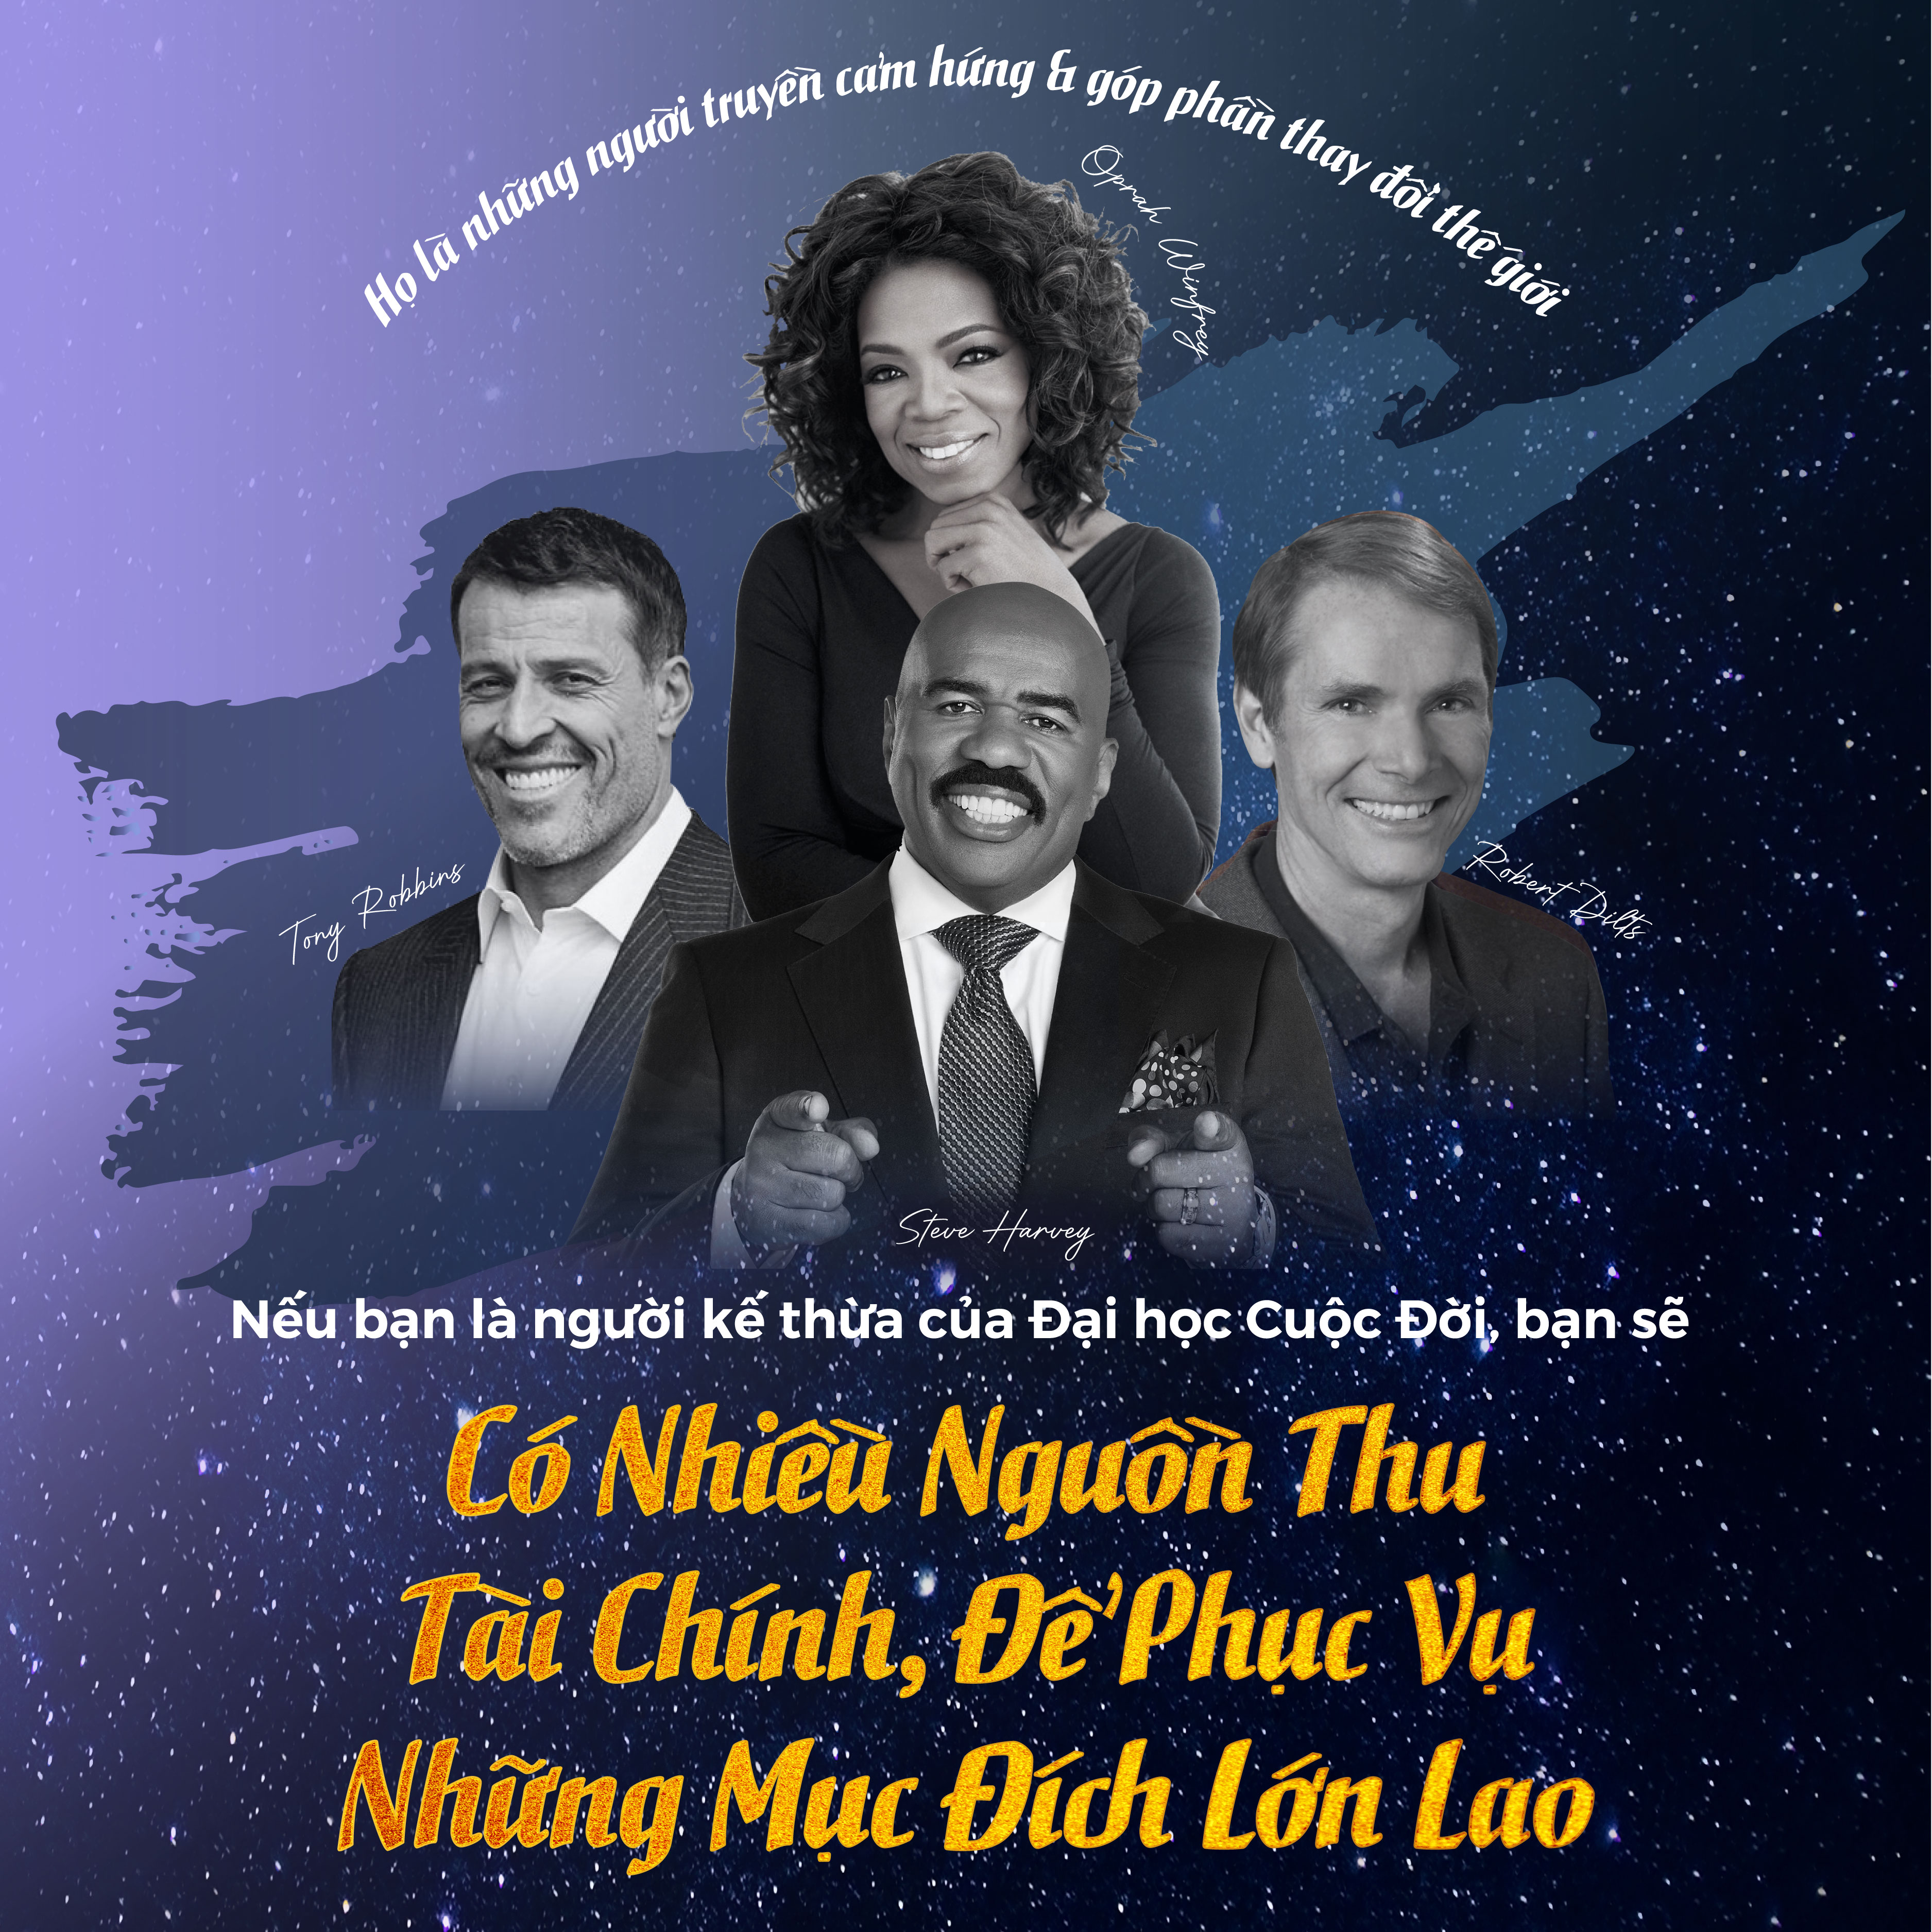 Họ là những người truyền cảm hứng & góp phần thay đổi thế giới
Oprah Winfrey
Tony Robbins
Robert Dilts
Steve Harvey
Nếu bạn là người kế thừa của Đại học Cuộc Đời, bạn sẽ
Có Nhiều Nguồn Thu
Tài Chính, Để Phục Vụ
Những Mục Đích Lớn Lao